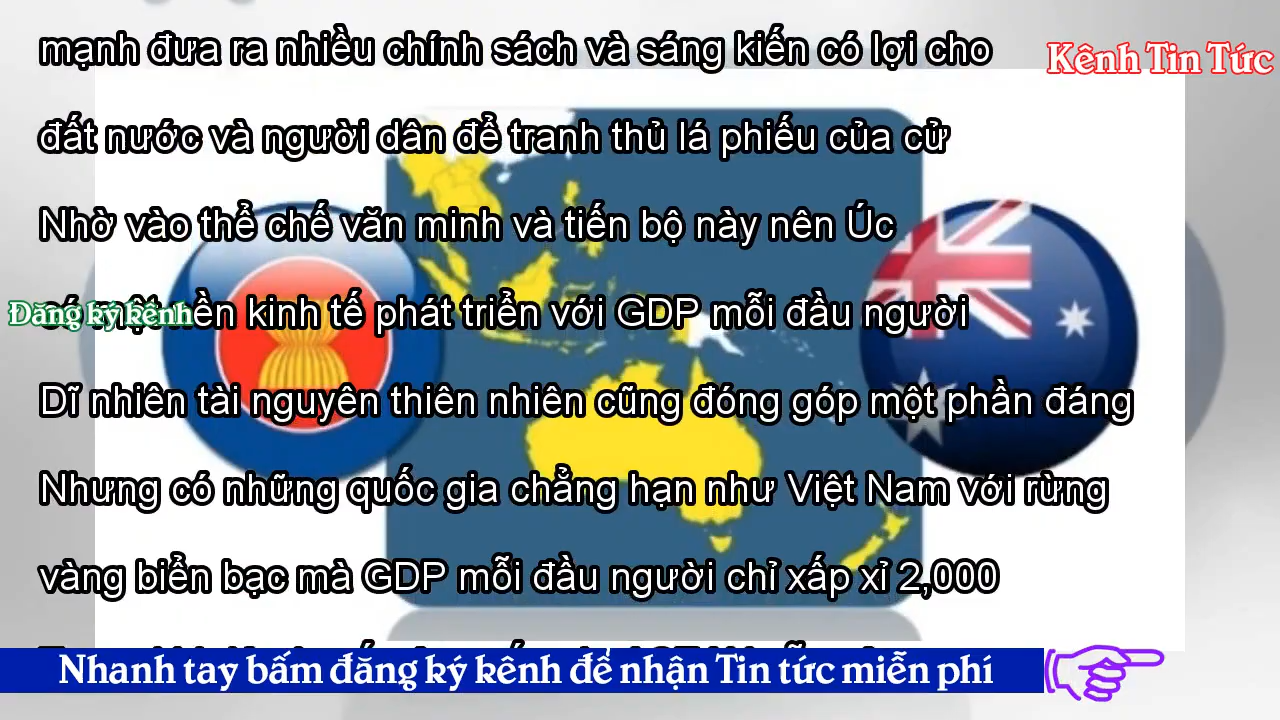 mạnh đưa ra nhiều chính sách và sáng kiến có lợi cho
Kênh Tin Tức
đất nước và người dân để tranh thủ lá phiếu của cử
Nhờ vào thể chế văn minh và tiến bộ này nên Úc
Đăng ký kênh
nền kinh tế phát triển với GDP mỗi đầu người
Dĩ nhiên tài nguyên thiên nhiên cũng đóng góp một phần đáng
Nhưng có những quốc gia chẳng hạn như Việt Nam với rừng
vàng biển bạc mà GDP mỗi đầu người chỉ xấp xỉ 2,000
Nhanh tay bấm đăng ký kênh để nhận Tin tức miễn phí